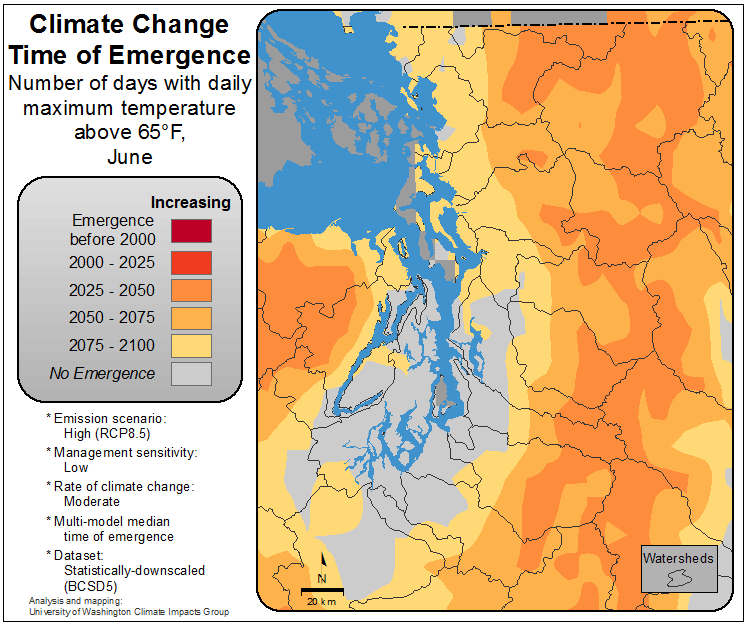 Climate Change
Time of Emergence
Number of days with daily
maximum temperature
above 65°F,
June
Increasing
Emergence
before 2000
2000 - 2025
2025 - 2050
2050 - 2075
2075 - 2100
No Emergence
* Emission scenario:
High (RCP8.5)
* Management sensitivity:
Low
* Rate of climate change:
Moderate
* Multi-model median
time of emergence
* Dataset:
Statistically-downscaled
(BCSD5)
Analysis and mapping:
University of Washington Climate Impacts Group
N
20 km
Watersheds